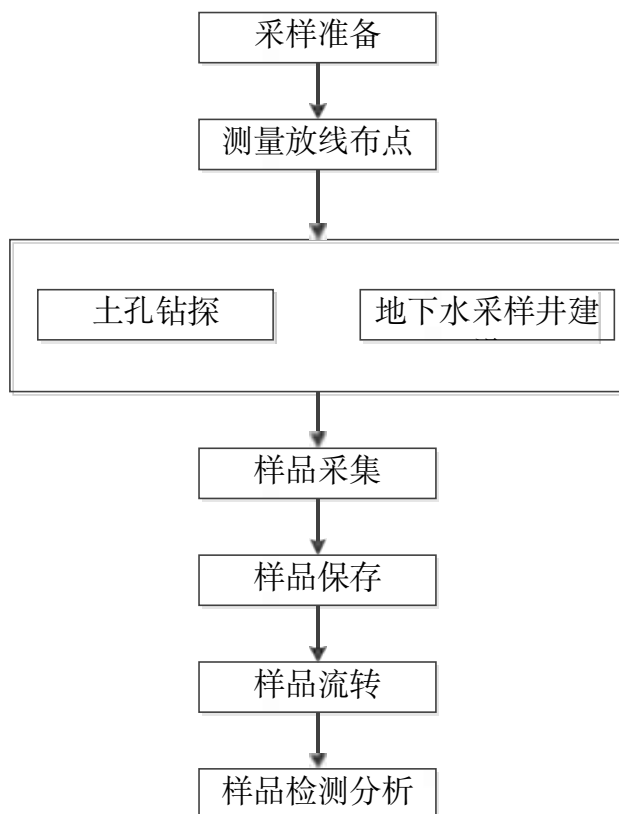 采样准备
测量放线布点
土孔钻探
地下水采样井建
样品采集
样品保存
样品流转
样品检测分析